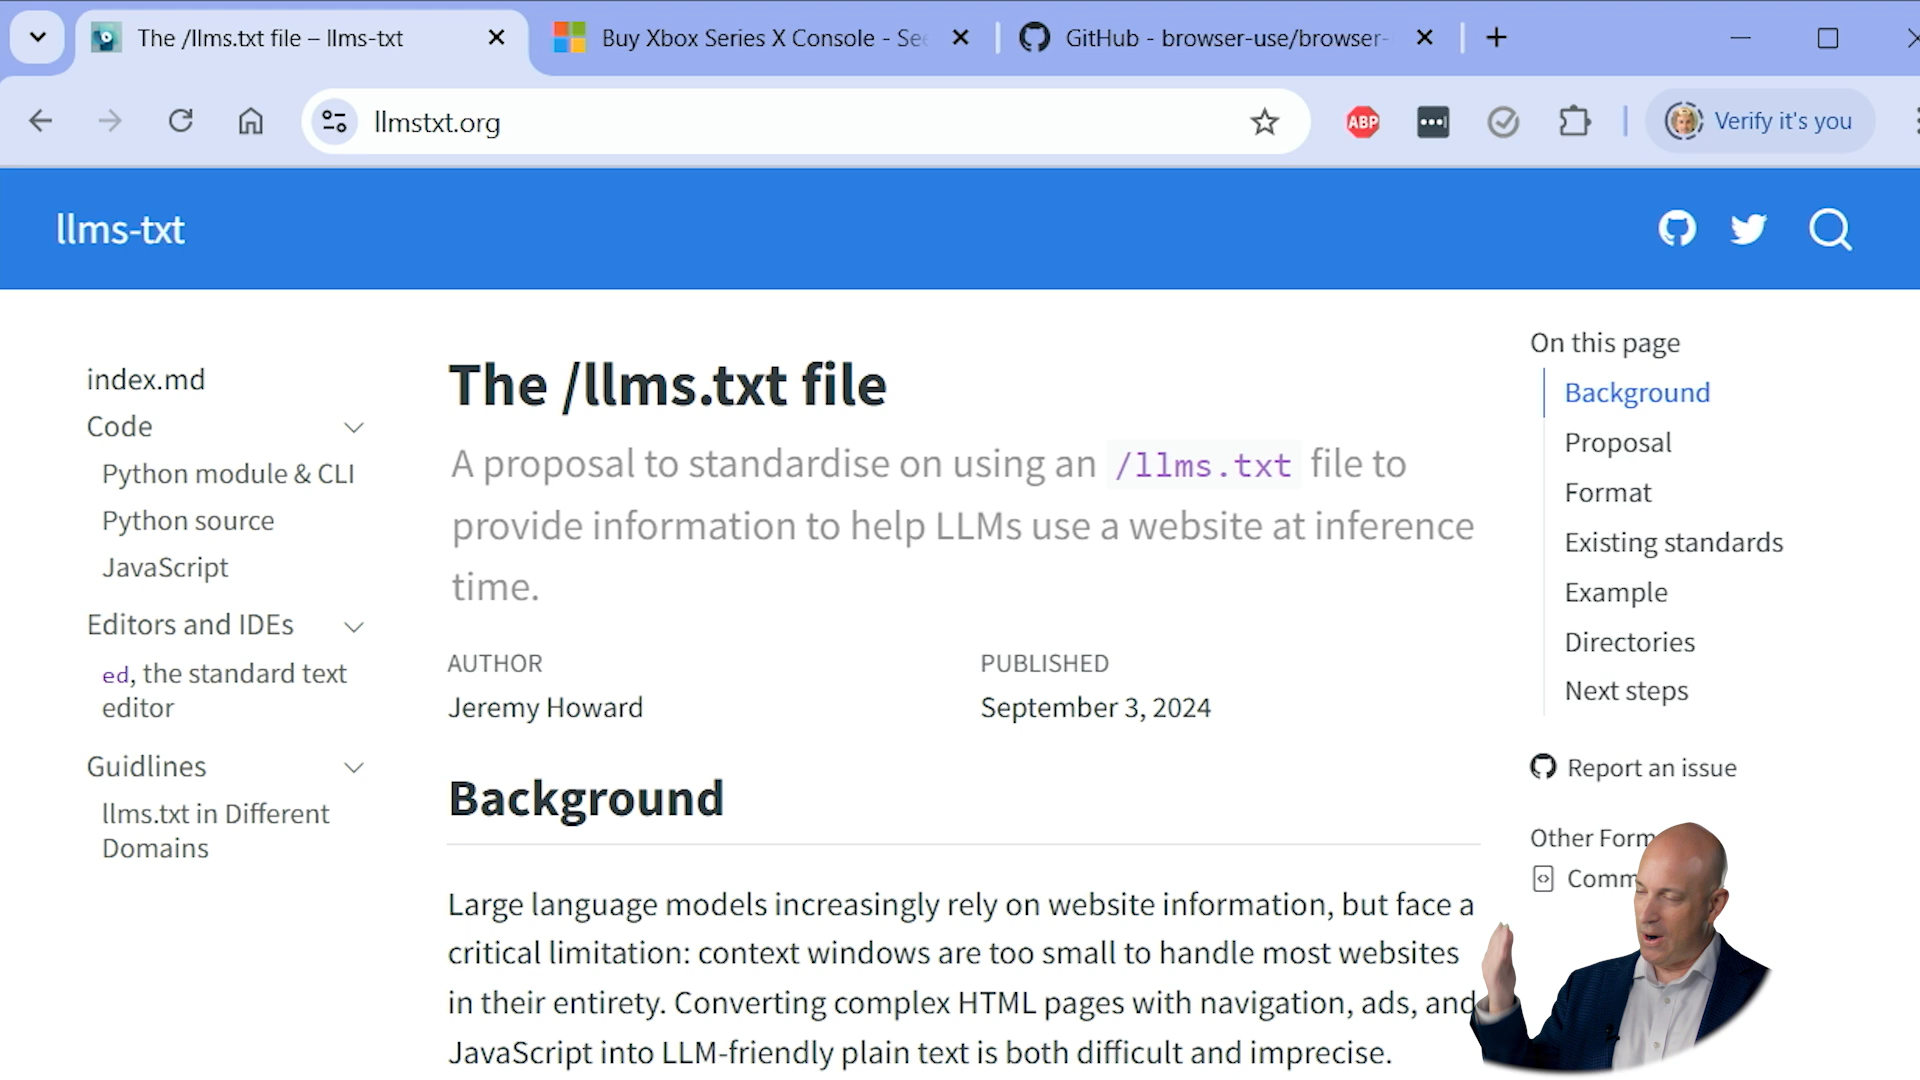 The /llms.txt file – llms-txt
Buy Xbox Series X Console - See
GitHub - browser-use/browser-
llmstxt.org
ABP
Verify it's you
llms-txt
index.md
Code
Python module & CLI
Python source
JavaScript
Editors and IDEs
ed, the standard text
editor
Guidlines
llms.txt in Different
Domains
The /llms.txt file
A proposal to standardise on using an /llms.txt file to
provide information to help LLMs use a website at inference
time.
AUTHOR
Jeremy Howard
PUBLISHED
September 3, 2024
Background
Large language models increasingly rely on website information, but face a
critical limitation: context windows are too small to handle most websites
in their entirety. Converting complex HTML pages with navigation, ads, and
JavaScript into LLM-friendly plain text is both difficult and imprecise.
On this page
Background
Proposal
Format
Existing standards
Example
Directories
Next steps
Report an issue
Other Form
Comm